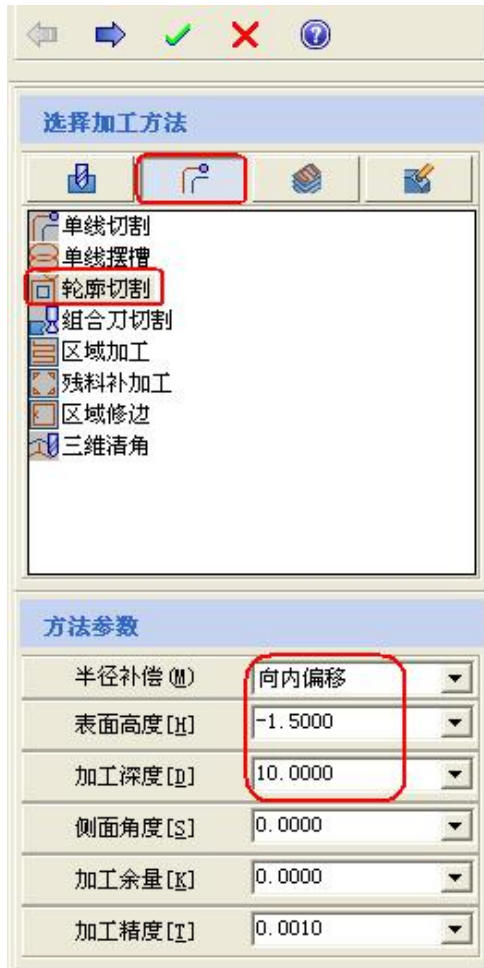 选择加工方法
单线切割
单线摆槽
轮廓切割
组合刀切割
区域加工
残料补加工
区域修边
三维清角
方法参数
半径补偿(M) 向内偏移
表面高度[H] -1.5000
加工深度[D] 10.0000
侧面角度[S] 0.0000
加工余量[K] 0.0000
加工精度[T] 0.0010